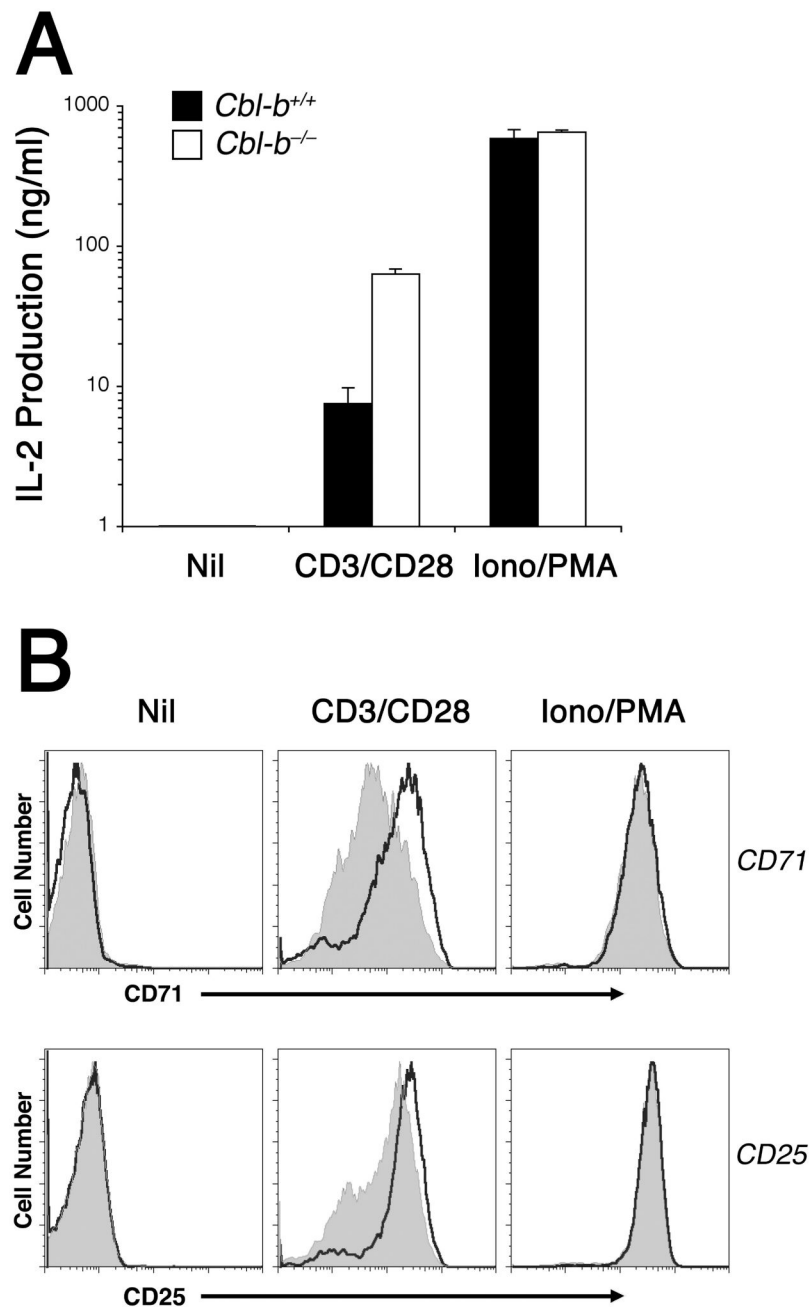 A
Cbl-b+/+
Cbl-b–/–
IL-2 Production (ng/ml)
1000
100
10
1
Nil CD3/CD28 Iono/PMA
B
Nil CD3/CD28 Iono/PMA
Cell Number
CD71
CD71
Cell Number
CD25
CD25